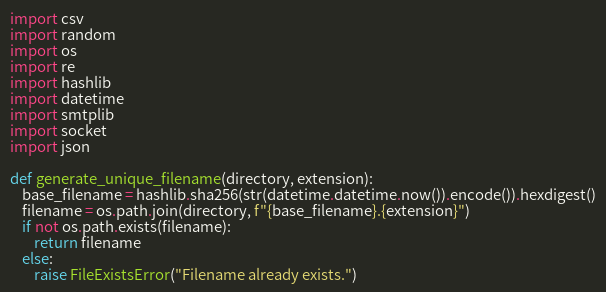 import csv
import random
import os
import re
import hashlib
import datetime
import smtplib
import socket
import json

def generate_unique_filename(directory, extension):
    base_filename = hashlib.sha256(str(datetime.datetime.now()).encode()).hexdigest()
    filename = os.path.join(directory, f"{base_filename}.{extension}")
    if not os.path.exists(filename):
        return filename
    else:
        raise FileExistsError("Filename already exists.")